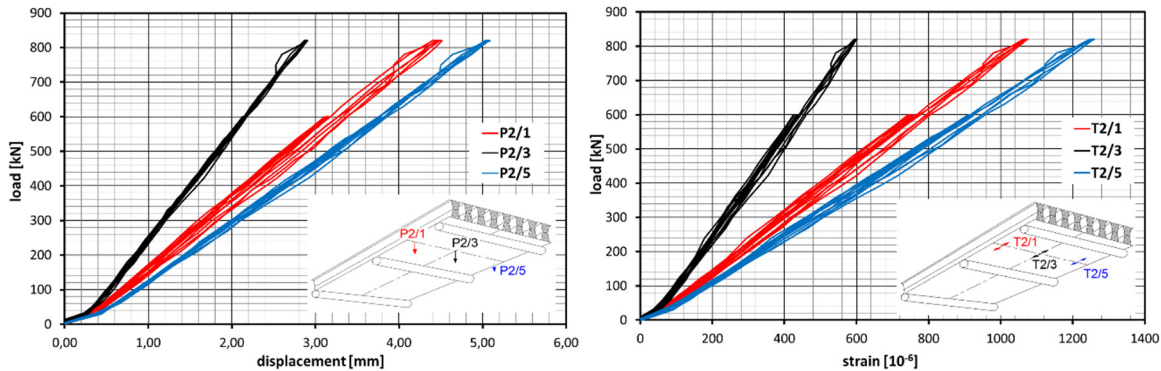 load [kN]
900
800
700
600
500
400
300
200
100
0
P2/1
P2/3
P2/5
P2/1
P2/3
P2/5
0,00 1,00 2,00 3,00 4,00 5,00 6,00
displacement [mm]
load [kN]
900
800
700
600
500
400
300
200
100
0
T2/1
T2/3
T2/5
T2/1
T2/3
T2/5
0 200 400 600 800 1000 1200 1400
strain [10⁻⁶]